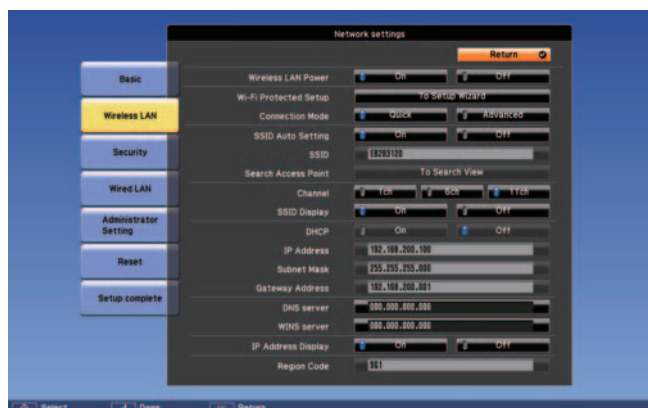 Network settings
Return
Basic
Wireless LAN
Security
Wired LAN
Administrator
Setting
Reset
Setup complete
Wireless LAN Power On Off
Wi-Fi Protected Setup To Setup Wizard
Connection Mode Quick Advanced
SSID Auto Setting On Off
SSID
Search Access Point To Search View
Channel 1ch 6ch 11ch
SSID Display On Off
DHCP On Off
IP Address 192.168.200.100
Subnet Mask 255.255.255.000
Gateway Address 192.168.200.001
DNS server 000.000.000.000
WINS server 000.000.000.000
IP Address Display On Off
Region Code
Select Done Return